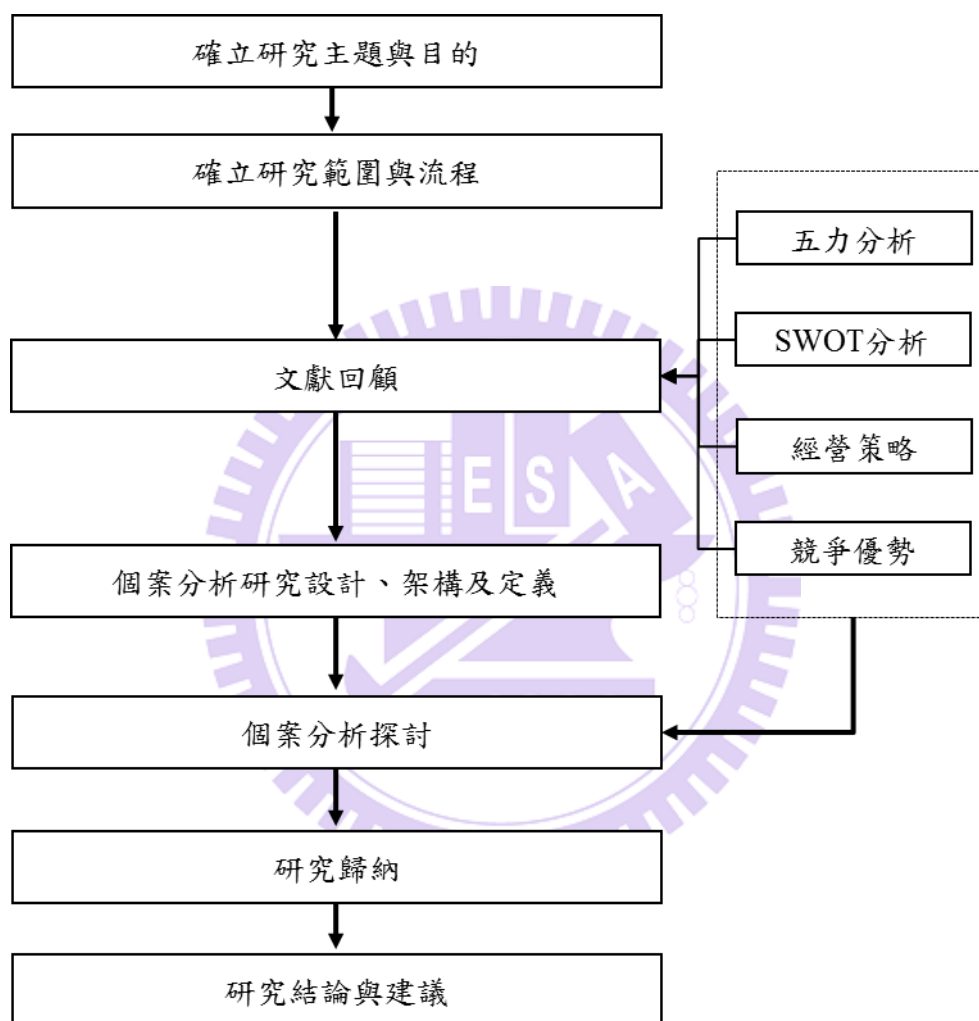 確立研究主題與目的
確立研究範圍與流程
五力分析
SWOT分析
文獻回顧
經營策略
競爭優勢
個案分析研究設計、架構及定義
個案分析探討
研究歸納
研究結論與建議
ESA